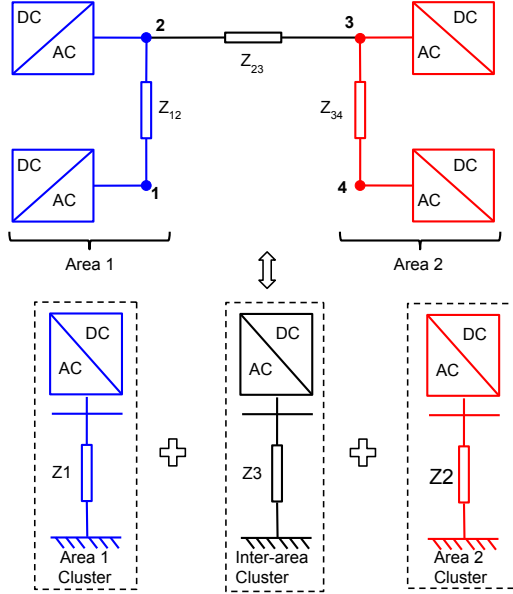 DC
AC
2
Z23
3
AC
DC
Z12
Z34
DC
AC
1
4
DC
AC
Area 1
Area 2
DC
AC
DC
AC
DC
AC
Z1
Z3
Z2
Area 1
Cluster
Inter-area
Cluster
Area 2
Cluster